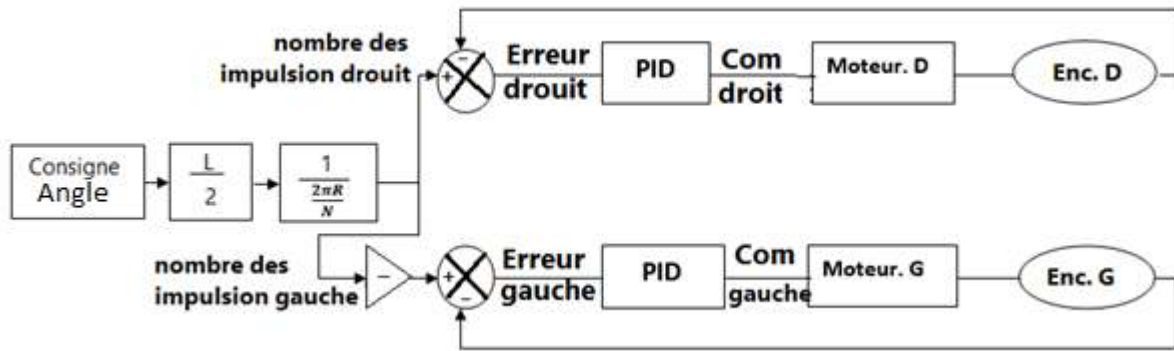 nombre des
impulsion drouit
−
+
Erreur
drouit
PID
Com
droit
:
Moteur. D
Enc. D
Consigne
Angle
L
2
1
2πR
N
nombre des
impulsion gauche
−
+
−
Erreur
gauche
PID
Com
gauche
Moteur. G
Enc. G